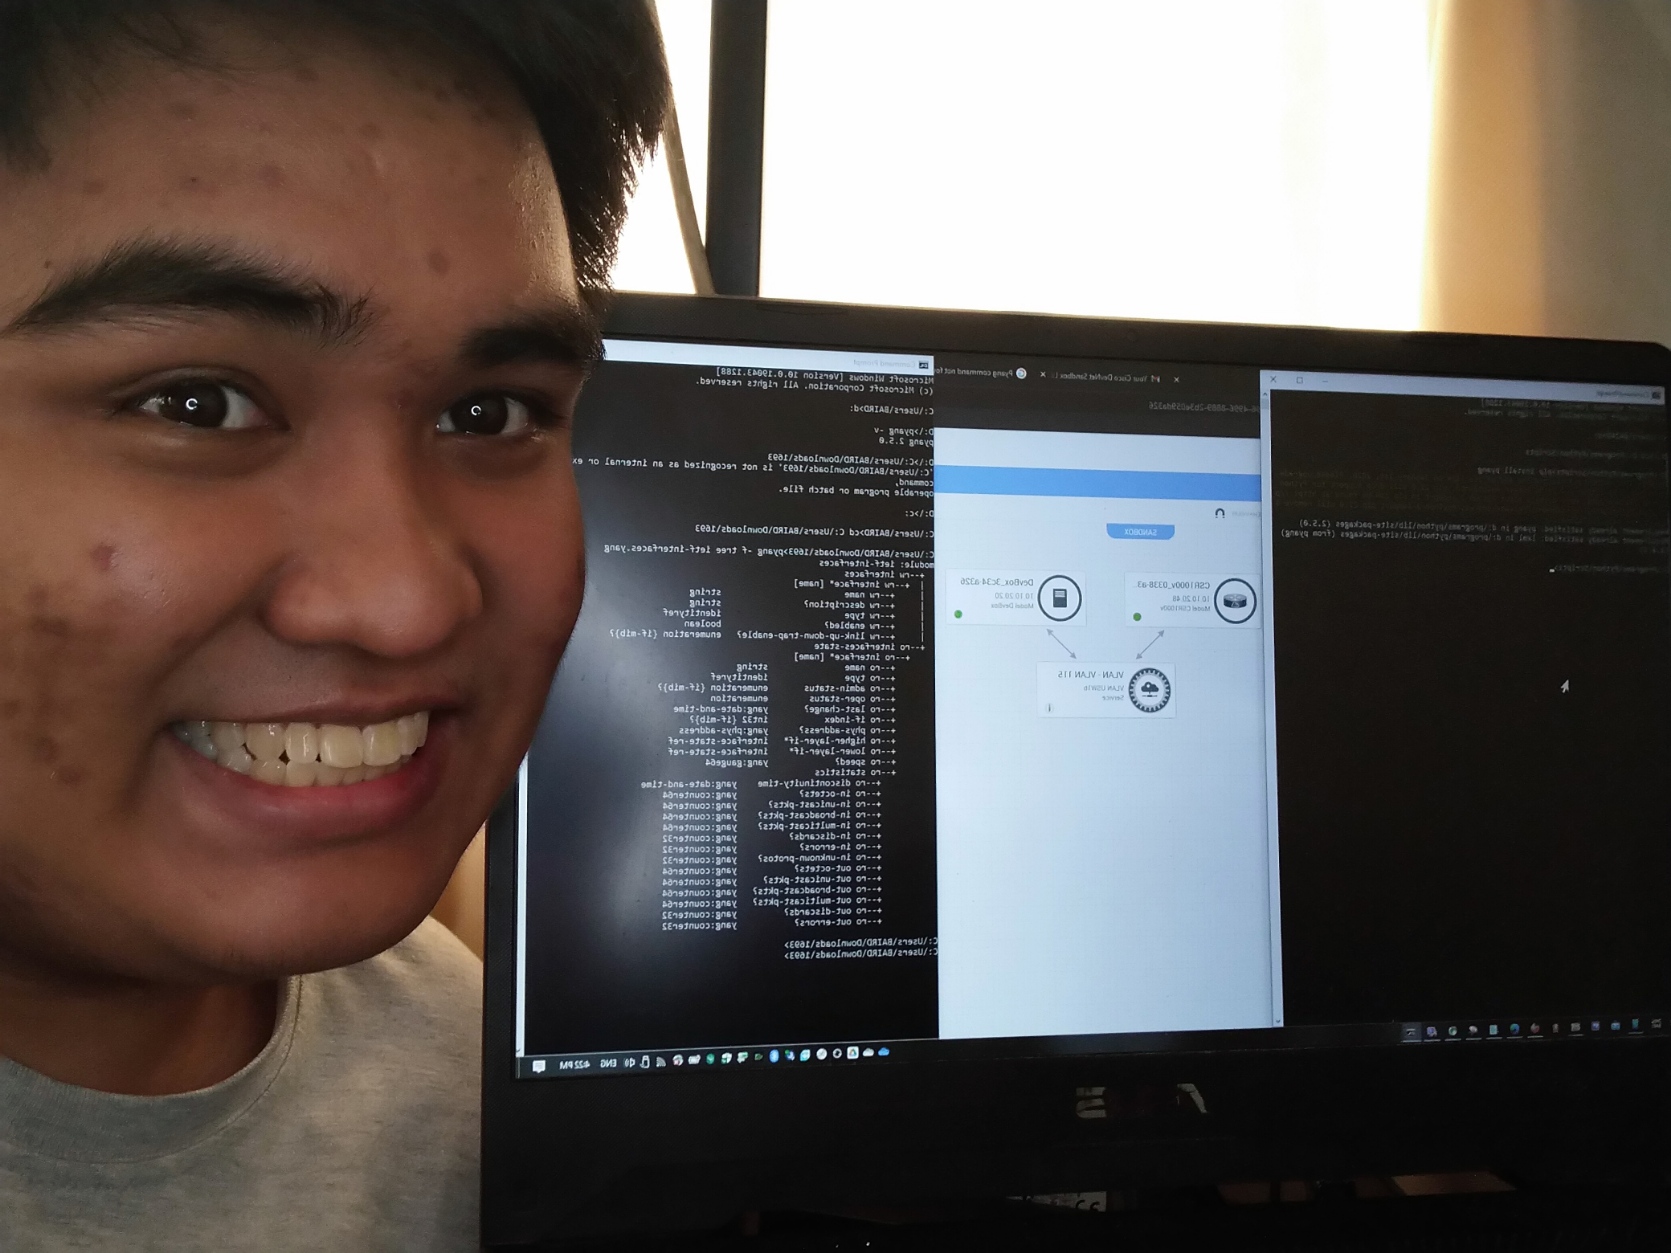 Command Prompt
Microsoft Windows [Version 10.0.19043.1288]
(c) Microsoft Corporation. All rights reserved.
C:\Users\BAIRD>d:
D:\>pyang -v
pyang 2.5.0
D:\>C:\Users\BAIRD\Downloads\1693
'C:\Users\BAIRD\Downloads\1693' is not recognized as an internal or ex
command,
operable program or batch file.
D:\>c:
C:\Users\BAIRD>cd C:\Users\BAIRD\Downloads\1693
C:\Users\BAIRD\Downloads\1693>pyang -f tree ietf-interfaces.yang
module: ietf-interfaces
+--rw interfaces
| +--rw interface* [name]
| +--rw name string
| +--rw description? string
| +--rw type identityref
| +--rw enabled? boolean
| +--rw link-up-down-trap-enable? enumeration {if-mib}?
+--ro interfaces-state
+--ro interface* [name]
+--ro name string
+--ro type identityref
+--ro admin-status enumeration {if-mib}?
+--ro oper-status enumeration
+--ro last-change? yang:date-and-time
+--ro if-index int32 {if-mib}?
+--ro phys-address? yang:phys-address
+--ro higher-layer-if* interface-state-ref
+--ro lower-layer-if* interface-state-ref
+--ro speed? yang:gauge64
+--ro statistics
+--ro discontinuity-time yang:date-and-time
+--ro in-octets? yang:counter64
+--ro in-unicast-pkts? yang:counter64
+--ro in-broadcast-pkts? yang:counter64
+--ro in-multicast-pkts? yang:counter64
+--ro in-discards? yang:counter32
+--ro in-errors? yang:counter32
+--ro in-unknown-protos? yang:counter32
+--ro out-octets? yang:counter64
+--ro out-unicast-pkts? yang:counter64
+--ro out-broadcast-pkts? yang:counter64
+--ro out-multicast-pkts? yang:counter64
+--ro out-discards? yang:counter32
+--ro out-errors? yang:counter32
C:\Users\BAIRD\Downloads\1693>
C:\Users\BAIRD\Downloads\1693>
Pyang command not
Your Cisco DevNet Sandbox
SANDBOX
DevBox_3c34-a326
10.10.20.20
Model DevBox
CSR1000v_0338-a3
10.10.20.48
Model CSR1000v
VLAN - VLAN 115
Service
install pyang
already satisfied: pyang in d:\programs\python\lib\site-packages (2.5.0)
already satisfied: lxml in d:\programs\python\lib\site-packages (from pyang)
ENG 4:22 PM